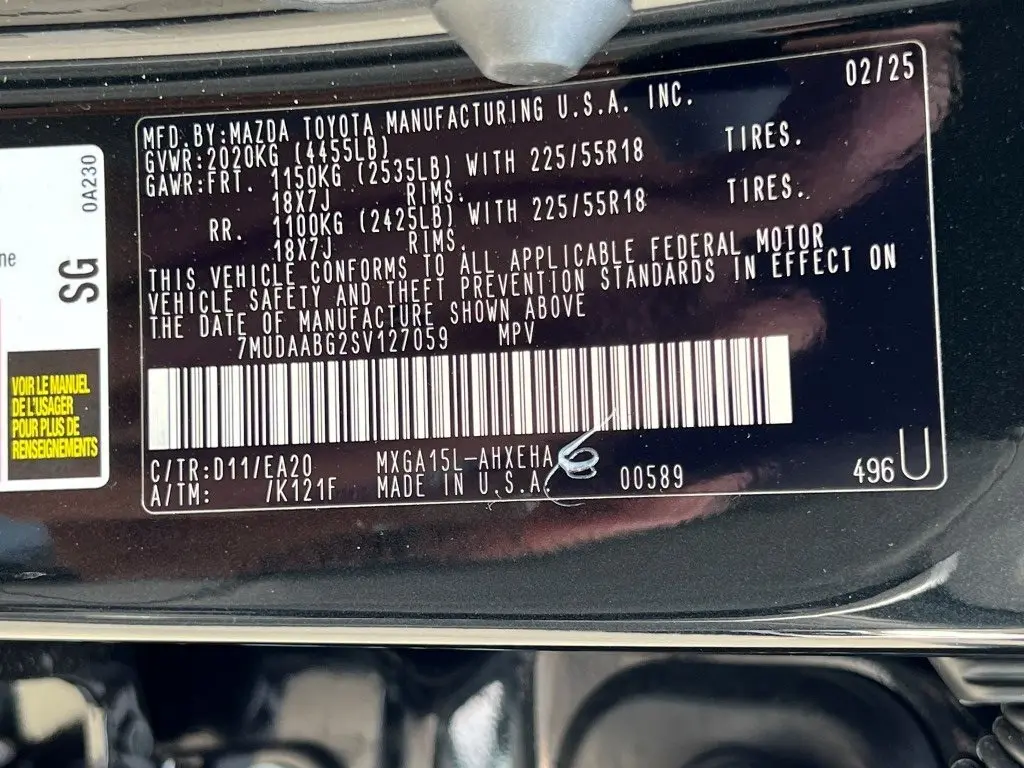 02/25
MFD.BY:MAZDA TOYOTA MANUFACTURING U.S.A. INC.
GVWR:2020KG (4455LB)
GAWR:FRT. 1150KG (2535LB) WITH 225/55R18 TIRES.
18X7J RIMS.
RR. 1100KG (2425LB) WITH 225/55R18 TIRES.
18X7J RIMS.
THIS VEHICLE CONFORMS TO ALL APPLICABLE FEDERAL MOTOR
VEHICLE SAFETY AND THEFT PREVENTION STANDARDS IN EFFECT ON
THE DATE OF MANUFACTURE SHOWN ABOVE
7MUDAABG2SV127059 MPV
C/TR:D11/EA20 MXGA15L-AHXEHA
A/TM: 7K121F MADE IN U.S.A. 00589 496 U
0A230
SG
ne
VOIR LE MANUEL
DE L'USAGER
POUR PLUS DE
RENSEIGNEMENTS